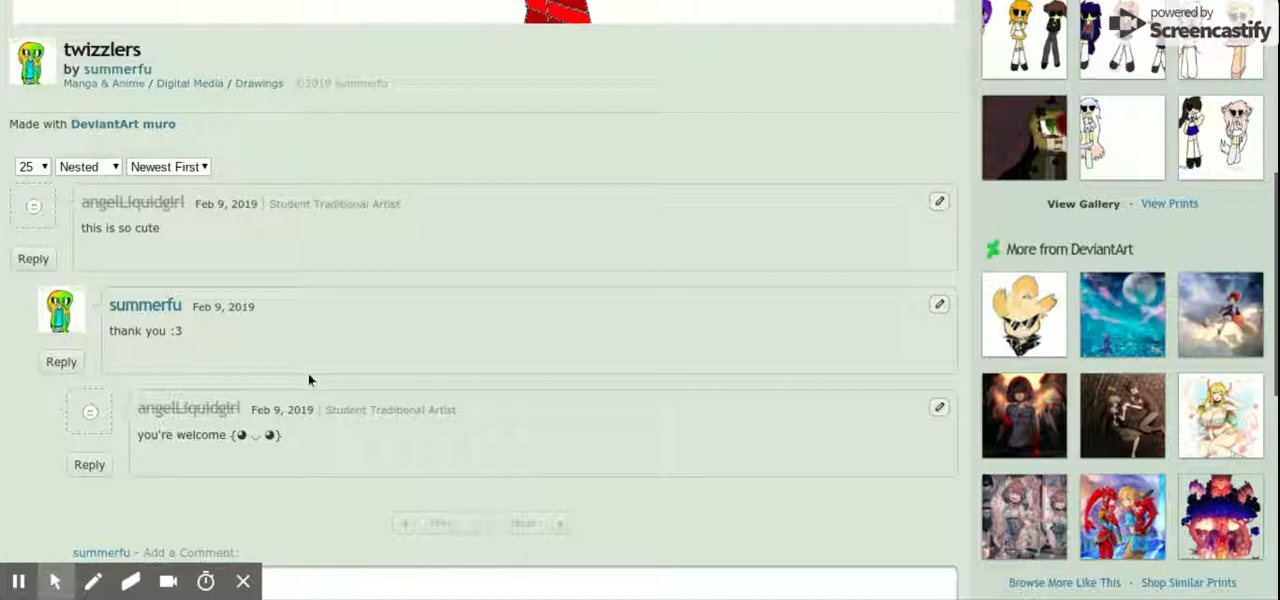 powered by
Screencastify
twizzlers
by summerfu
Manga & Anime / Digital Media / Drawings ©2019 summerfu
Made with DeviantArt muro
25 Nested Newest First
angelLiquidgirl Feb 9, 2019 | Student Traditional Artist
this is so cute
Reply
summerfu Feb 9, 2019
thank you :3
Reply
angelLiquidgirl Feb 9, 2019 | Student Traditional Artist
you're welcome {◕ ◡ ◕}
Reply
summerfu - Add a Comment:
View Gallery · View Prints
More from DeviantArt
Browse More Like This · Shop Similar Prints